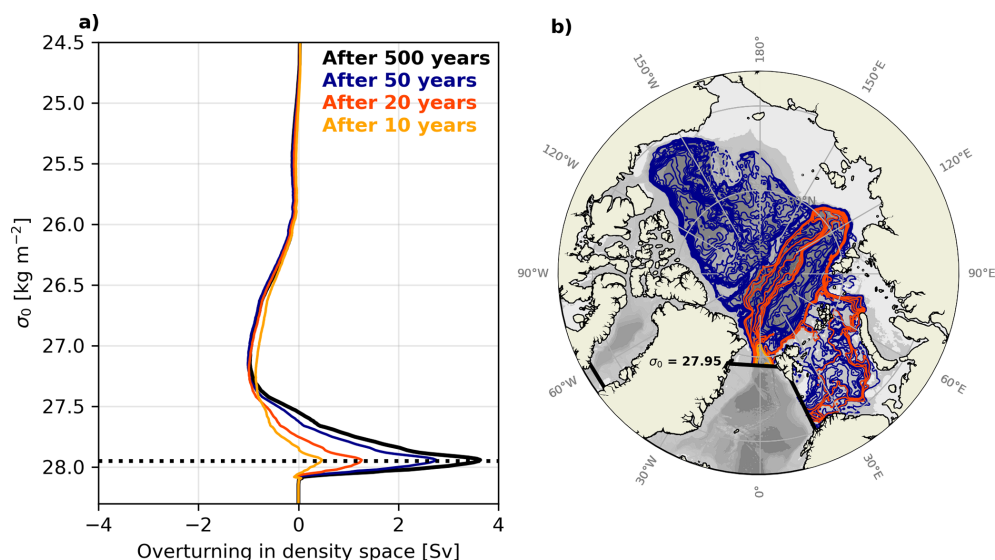 a)
24.5
25.0
25.5
26.0
26.5
27.0
27.5
28.0
σ₀ [kg m⁻²]
After 500 years
After 50 years
After 20 years
After 10 years
−4
−2
0
2
4
Overturning in density space [Sv]
b)
180°
150°W
150°E
120°W
120°E
90°W
90°E
σ₀ = 27.95
60°W
60°E
30°W
30°E
0°